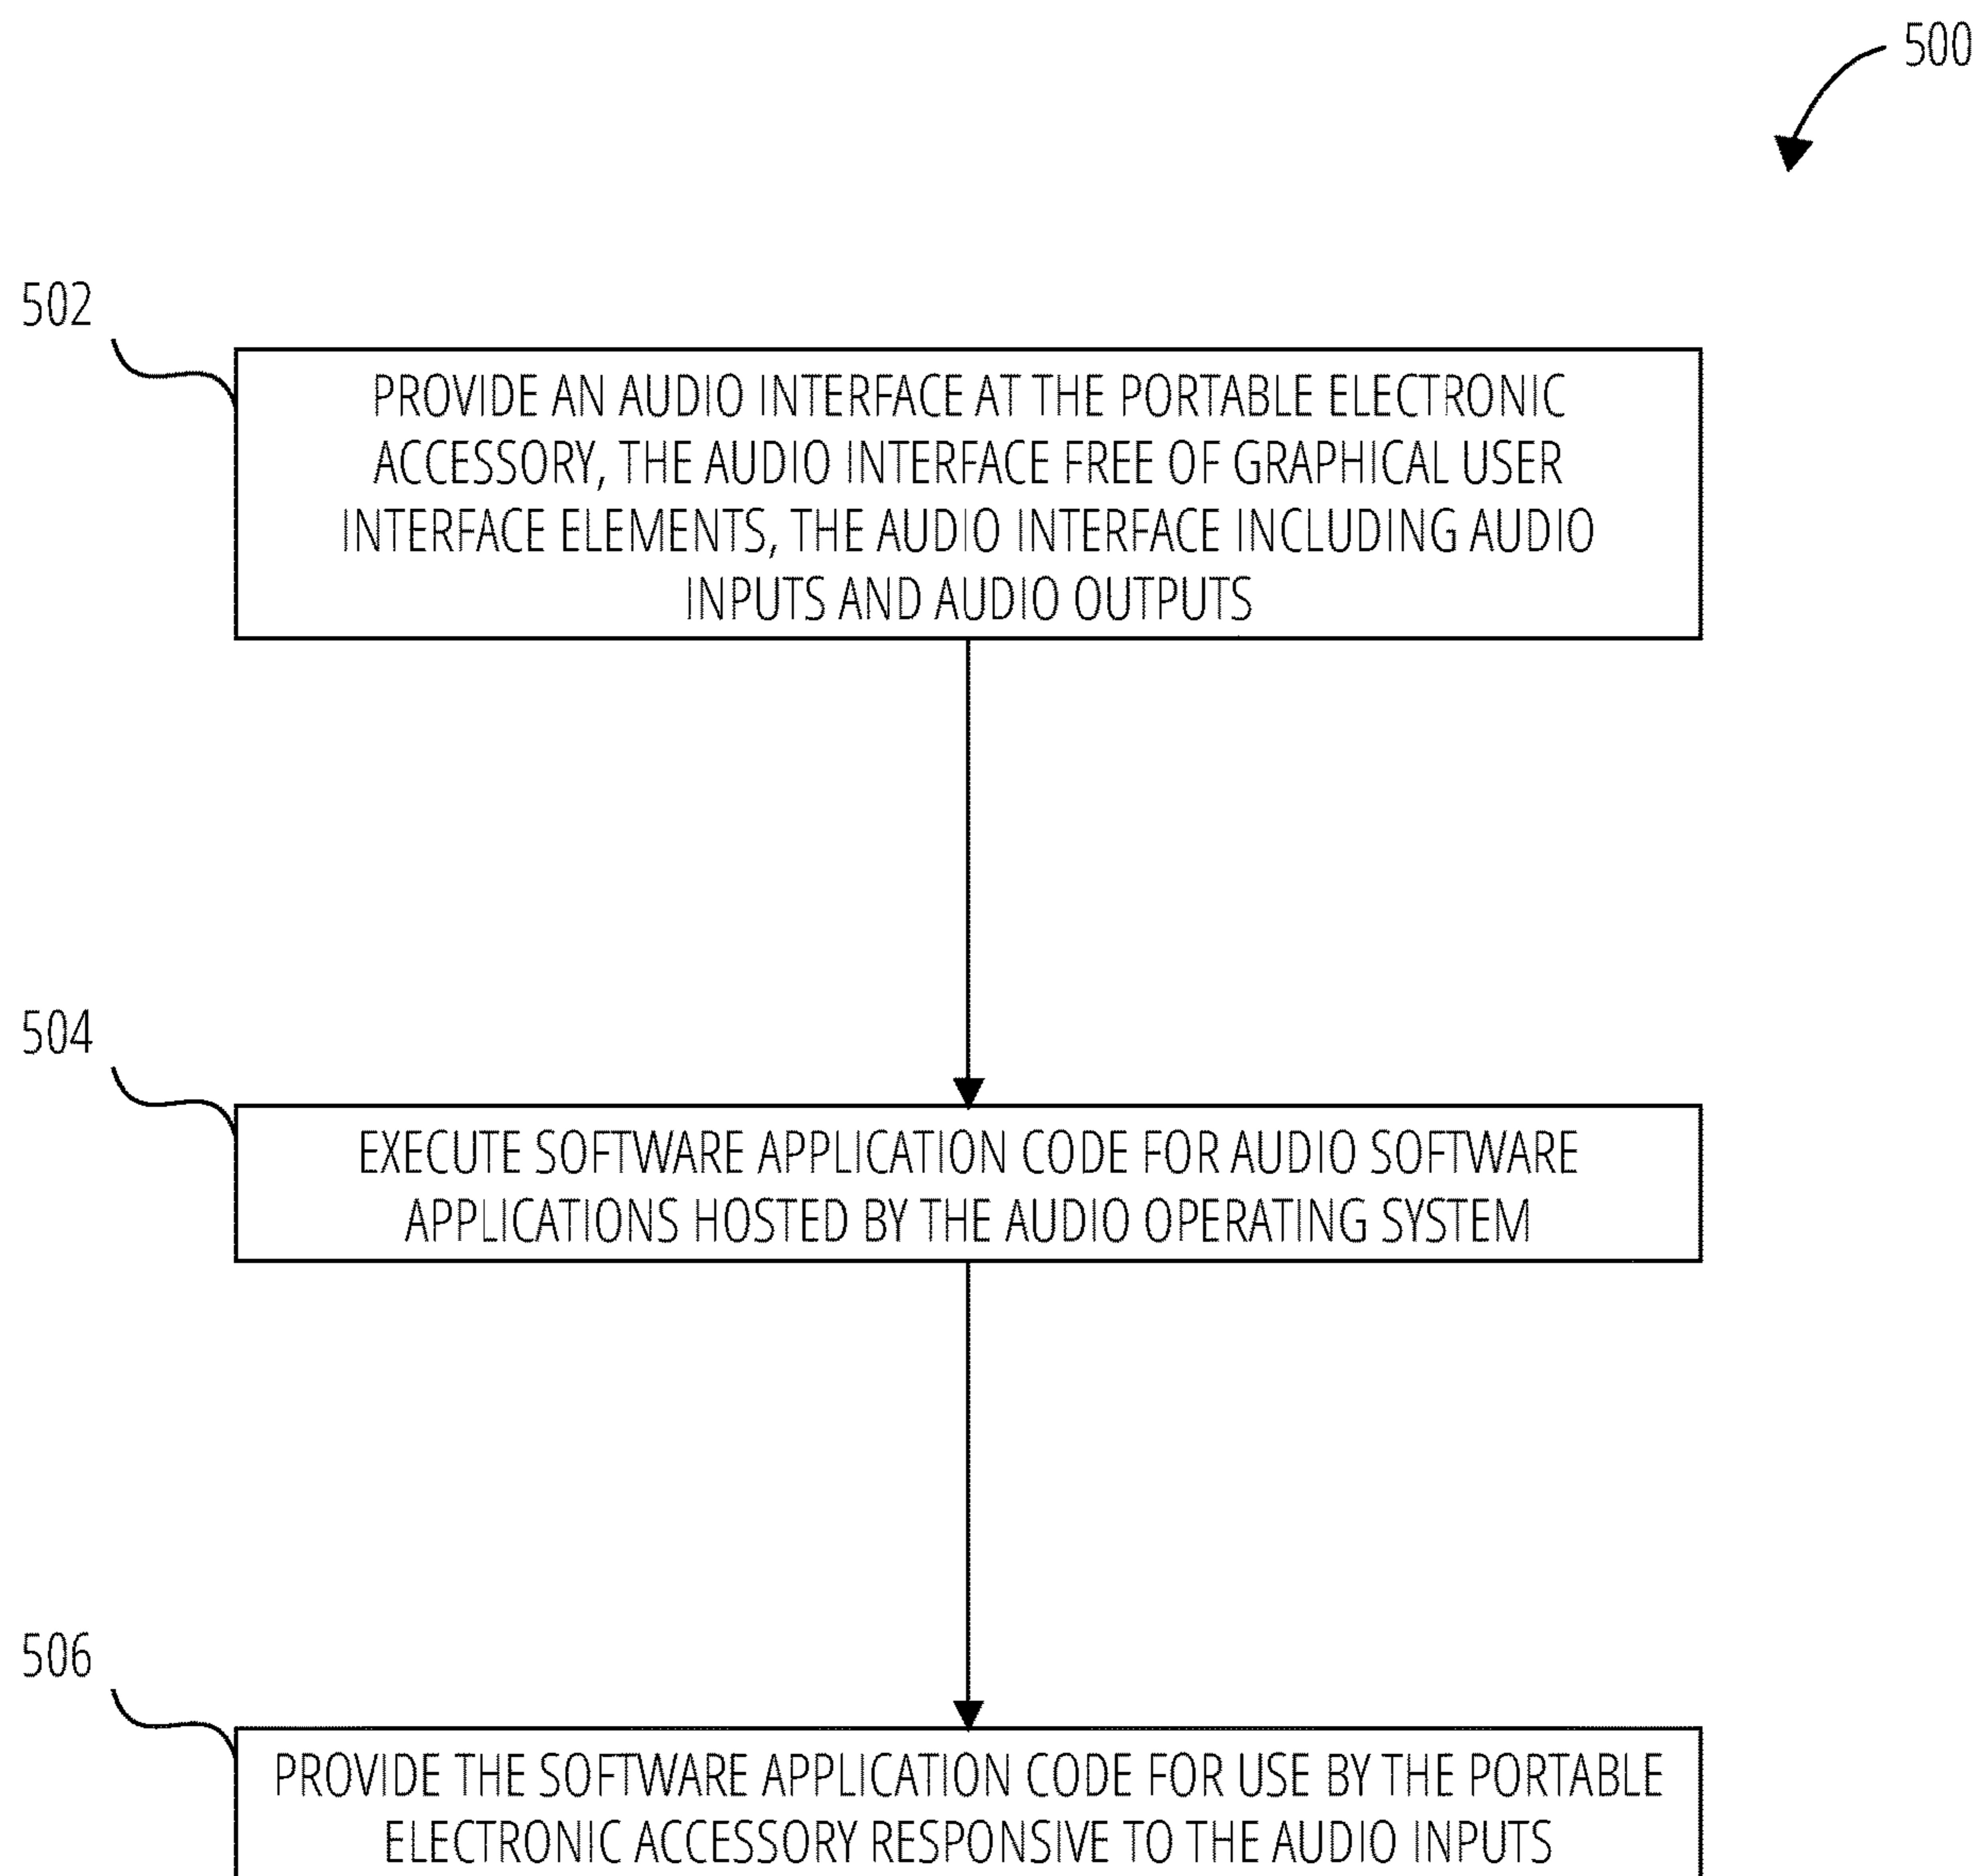 500
502
PROVIDE AN AUDIO INTERFACE AT THE PORTABLE ELECTRONIC
ACCESSORY, THE AUDIO INTERFACE FREE OF GRAPHICAL USER
INTERFACE ELEMENTS, THE AUDIO INTERFACE INCLUDING AUDIO
INPUTS AND AUDIO OUTPUTS
504
EXECUTE SOFTWARE APPLICATION CODE FOR AUDIO SOFTWARE
APPLICATIONS HOSTED BY THE AUDIO OPERATING SYSTEM
506
PROVIDE THE SOFTWARE APPLICATION CODE FOR USE BY THE PORTABLE
ELECTRONIC ACCESSORY RESPONSIVE TO THE AUDIO INPUTS